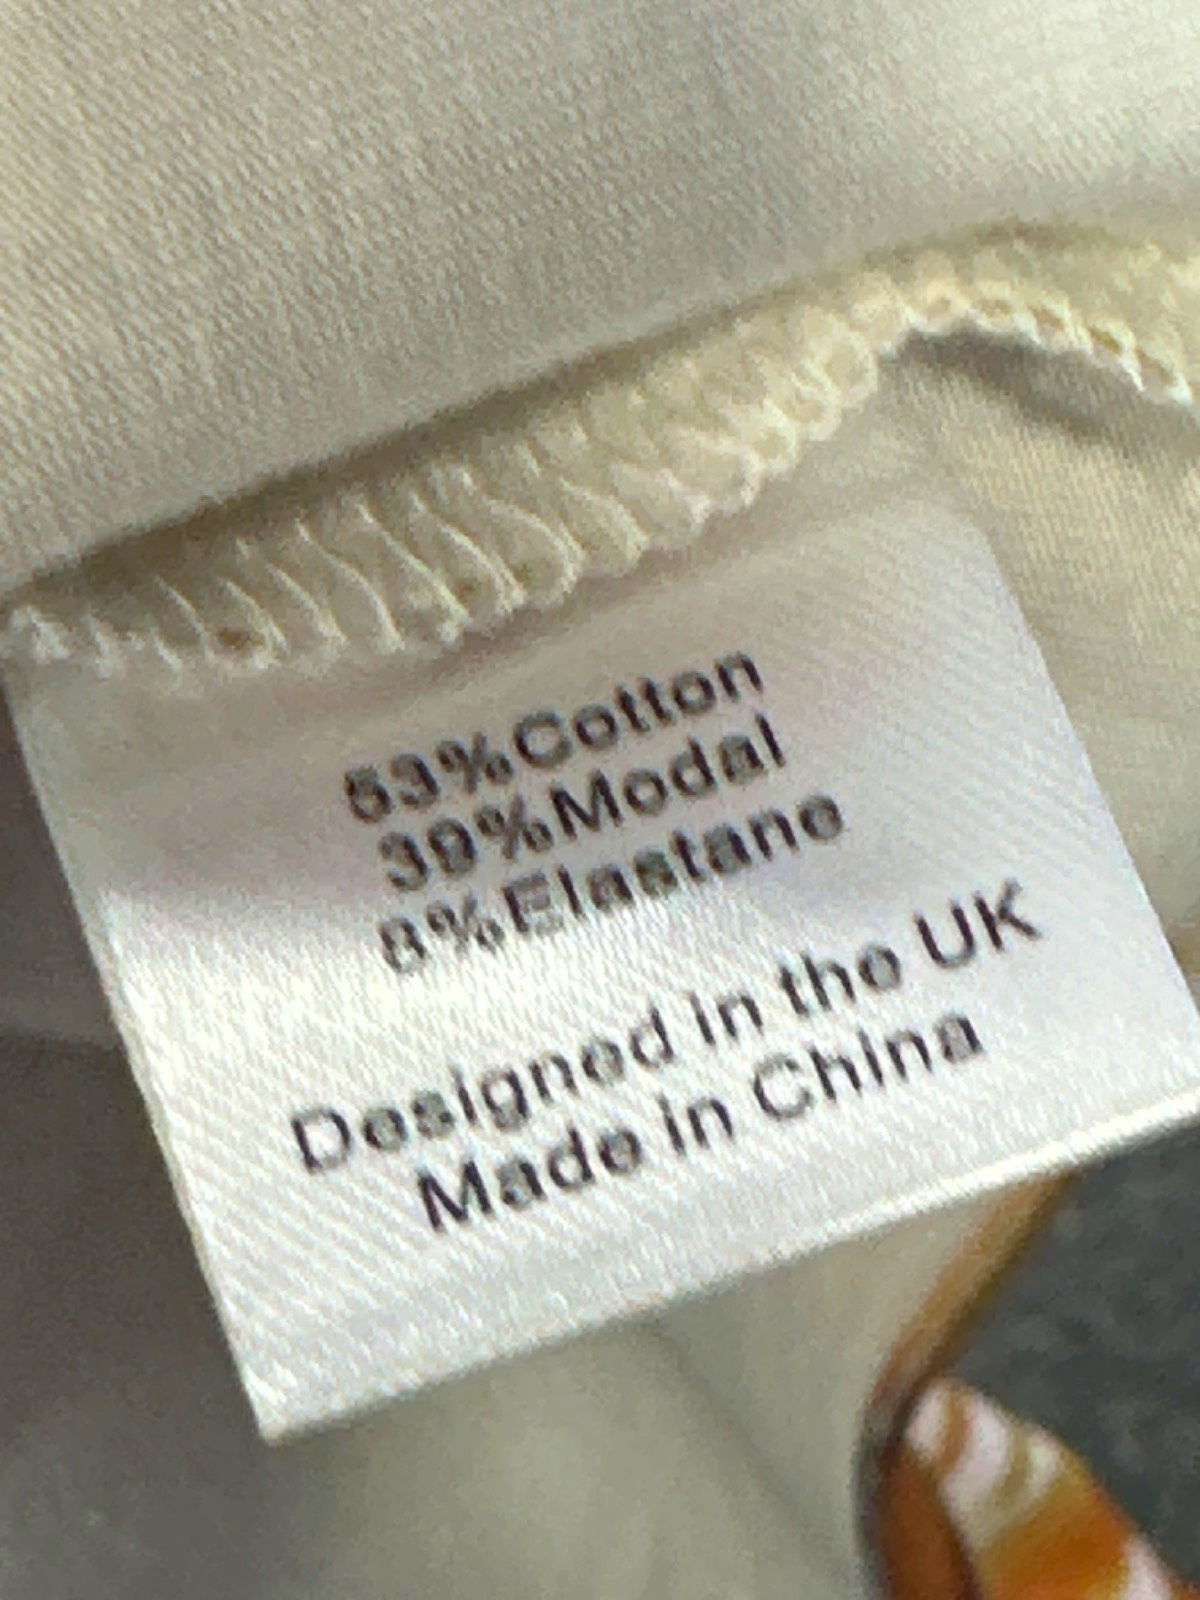 53%Cotton
39%Modal
8%Elastane
Designed in the UK
Made in China